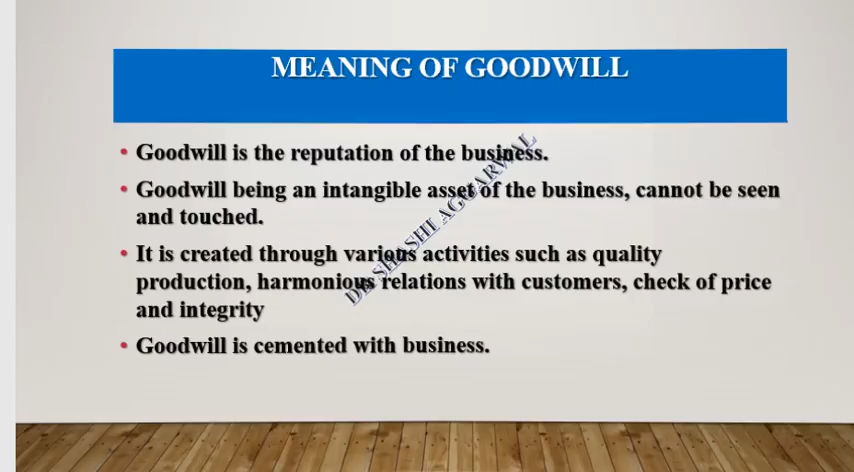 MEANING OF GOODWILL
• Goodwill is the reputation of the business.
• Goodwill being an intangible asset of the business, cannot be seen
and touched.
• It is created through various activities such as quality
production, harmonious relations with customers, check of price
and integrity
• Goodwill is cemented with business.
DR SHASHI AGGARWAL